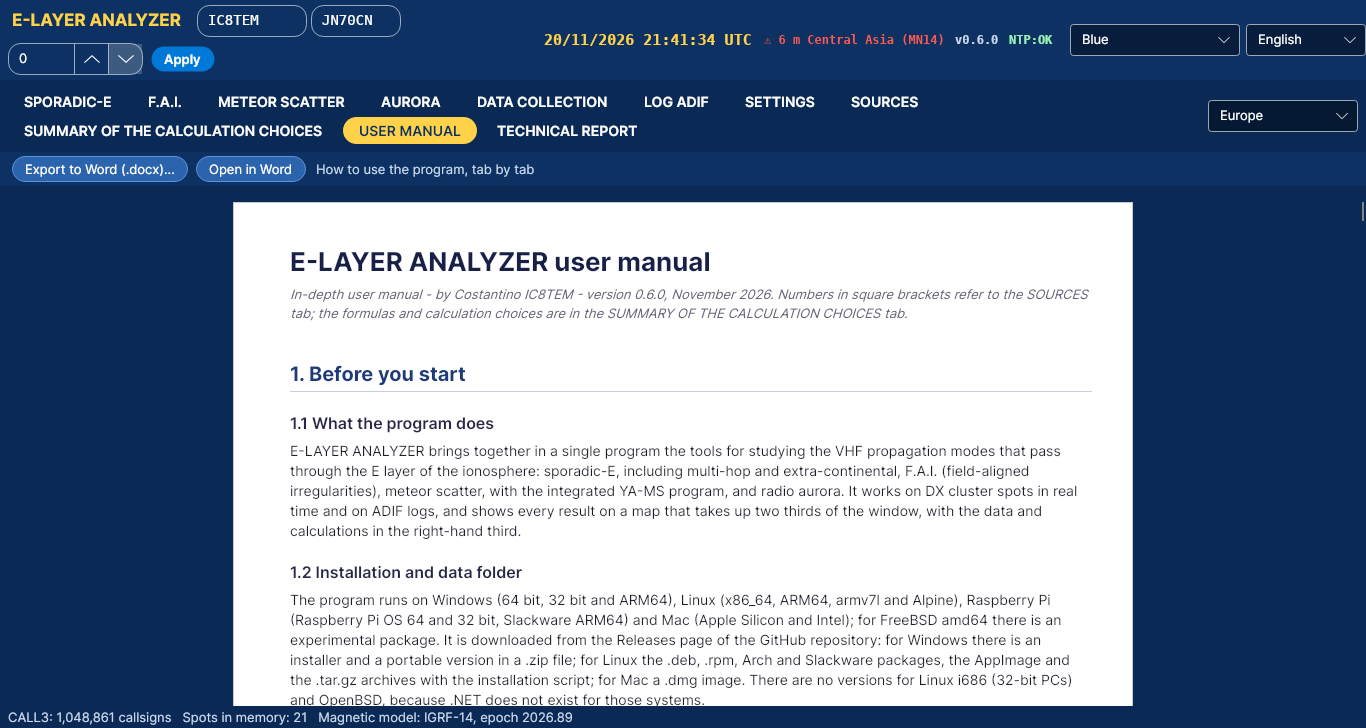 E-LAYER ANALYZER
IC8TEM
JN70CN
0
Apply
20/11/2026 21:41:34 UTC
⚠ 6 m Central Asia (MN14)
v0.6.0
NTP:OK
Blue
English
SPORADIC-E
F.A.I.
METEOR SCATTER
AURORA
DATA COLLECTION
LOG ADIF
SETTINGS
SOURCES
SUMMARY OF THE CALCULATION CHOICES
USER MANUAL
TECHNICAL REPORT
Europe
Export to Word (.docx)...
Open in Word
How to use the program, tab by tab
E-LAYER ANALYZER user manual
In-depth user manual - by Costantino IC8TEM - version 0.6.0, November 2026. Numbers in square brackets refer to the SOURCES
tab; the formulas and calculation choices are in the SUMMARY OF THE CALCULATION CHOICES tab.
1. Before you start
1.1 What the program does
E-LAYER ANALYZER brings together in a single program the tools for studying the VHF propagation modes that pass
through the E layer of the ionosphere: sporadic-E, including multi-hop and extra-continental, F.A.I. (field-aligned
irregularities), meteor scatter, with the integrated YA-MS program, and radio aurora. It works on DX cluster spots in real
time and on ADIF logs, and shows every result on a map that takes up two thirds of the window, with the data and
calculations in the right-hand third.
1.2 Installation and data folder
The program runs on Windows (64 bit, 32 bit and ARM64), Linux (x86_64, ARM64, armv7l and Alpine), Raspberry Pi
(Raspberry Pi OS 64 and 32 bit, Slackware ARM64) and Mac (Apple Silicon and Intel); for FreeBSD amd64 there is an
experimental package. It is downloaded from the Releases page of the GitHub repository: for Windows there is an
installer and a portable version in a .zip file; for Linux the .deb, .rpm, Arch and Slackware packages, the AppImage and
the .tar.gz archives with the installation script; for Mac a .dmg image. There are no versions for Linux i686 (32-bit PCs)
and OpenBSD, because .NET does not exist for those systems.
CALL3: 1,048,861 callsigns
Spots in memory: 21
Magnetic model: IGRF-14, epoch 2026.89